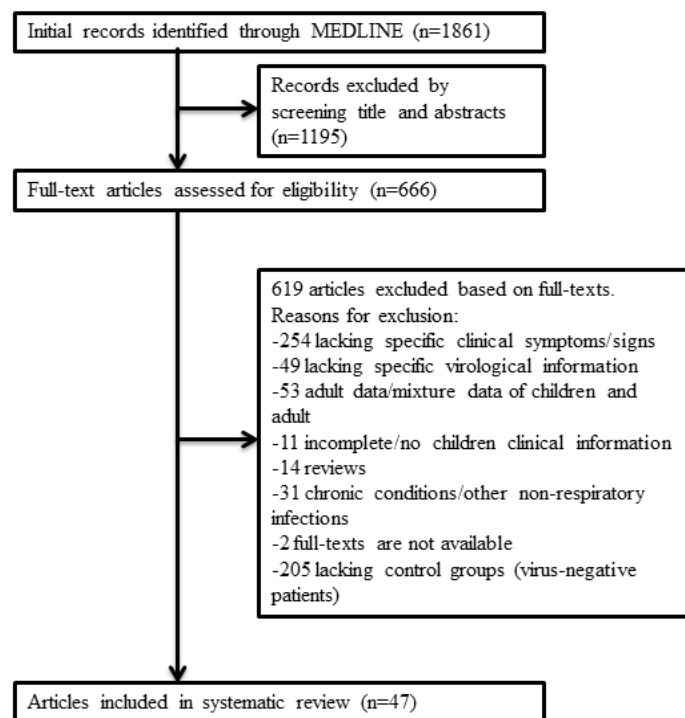 Initial records identified through MEDLINE (n=1861)
Records excluded by
screening title and abstracts
(n=1195)
Full-text articles assessed for eligibility (n=666)
619 articles excluded based on full-texts.
Reasons for exclusion:
-254 lacking specific clinical symptoms/signs
-49 lacking specific virological information
-53 adult data/mixture data of children and
adult
-11 incomplete/no children clinical information
-14 reviews
-31 chronic conditions/other non-respiratory
infections
-2 full-texts are not available
-205 lacking control groups (virus-negative
patients)
Articles included in systematic review (n=47)